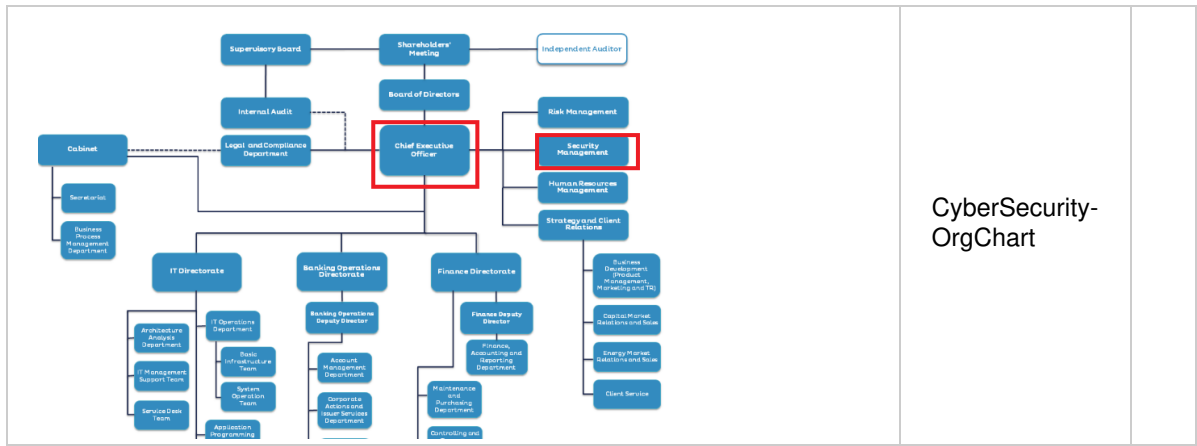 Supervisory Board
Shareholders'
Meeting
Independent Auditor
Board of Directors
Internal Audit
Risk Management
Cabinet
Legal and Compliance
Department
Chief Executive
Officer
Security
Management
Secretariat
Human Resources
Management
Business
Process
Management
Department
Strategy and Client
Relations
CyberSecurity-
OrgChart
IT Directorate
Banking Operations
Directorate
Finance Directorate
Business
Development
(Product
Management,
Marketing and TR)
Banking Operations
Deputy Director
Finance Deputy
Director
Capital Market
Relations and Sales
Architecture
Analysis
Department
IT Operations
Department
Basic
Infrastructure
Team
Account
Management
Department
Finance,
Accounting and
Reporting
Department
Energy Market
Relations and Sales
IT Management
Support Team
System
Operation
Team
Maintenance
and
Purchasing
Department
Client Service
Service Desk
Team
Corporate
Actions and
Issuer Services
Department
Application
Programming
Controlling and